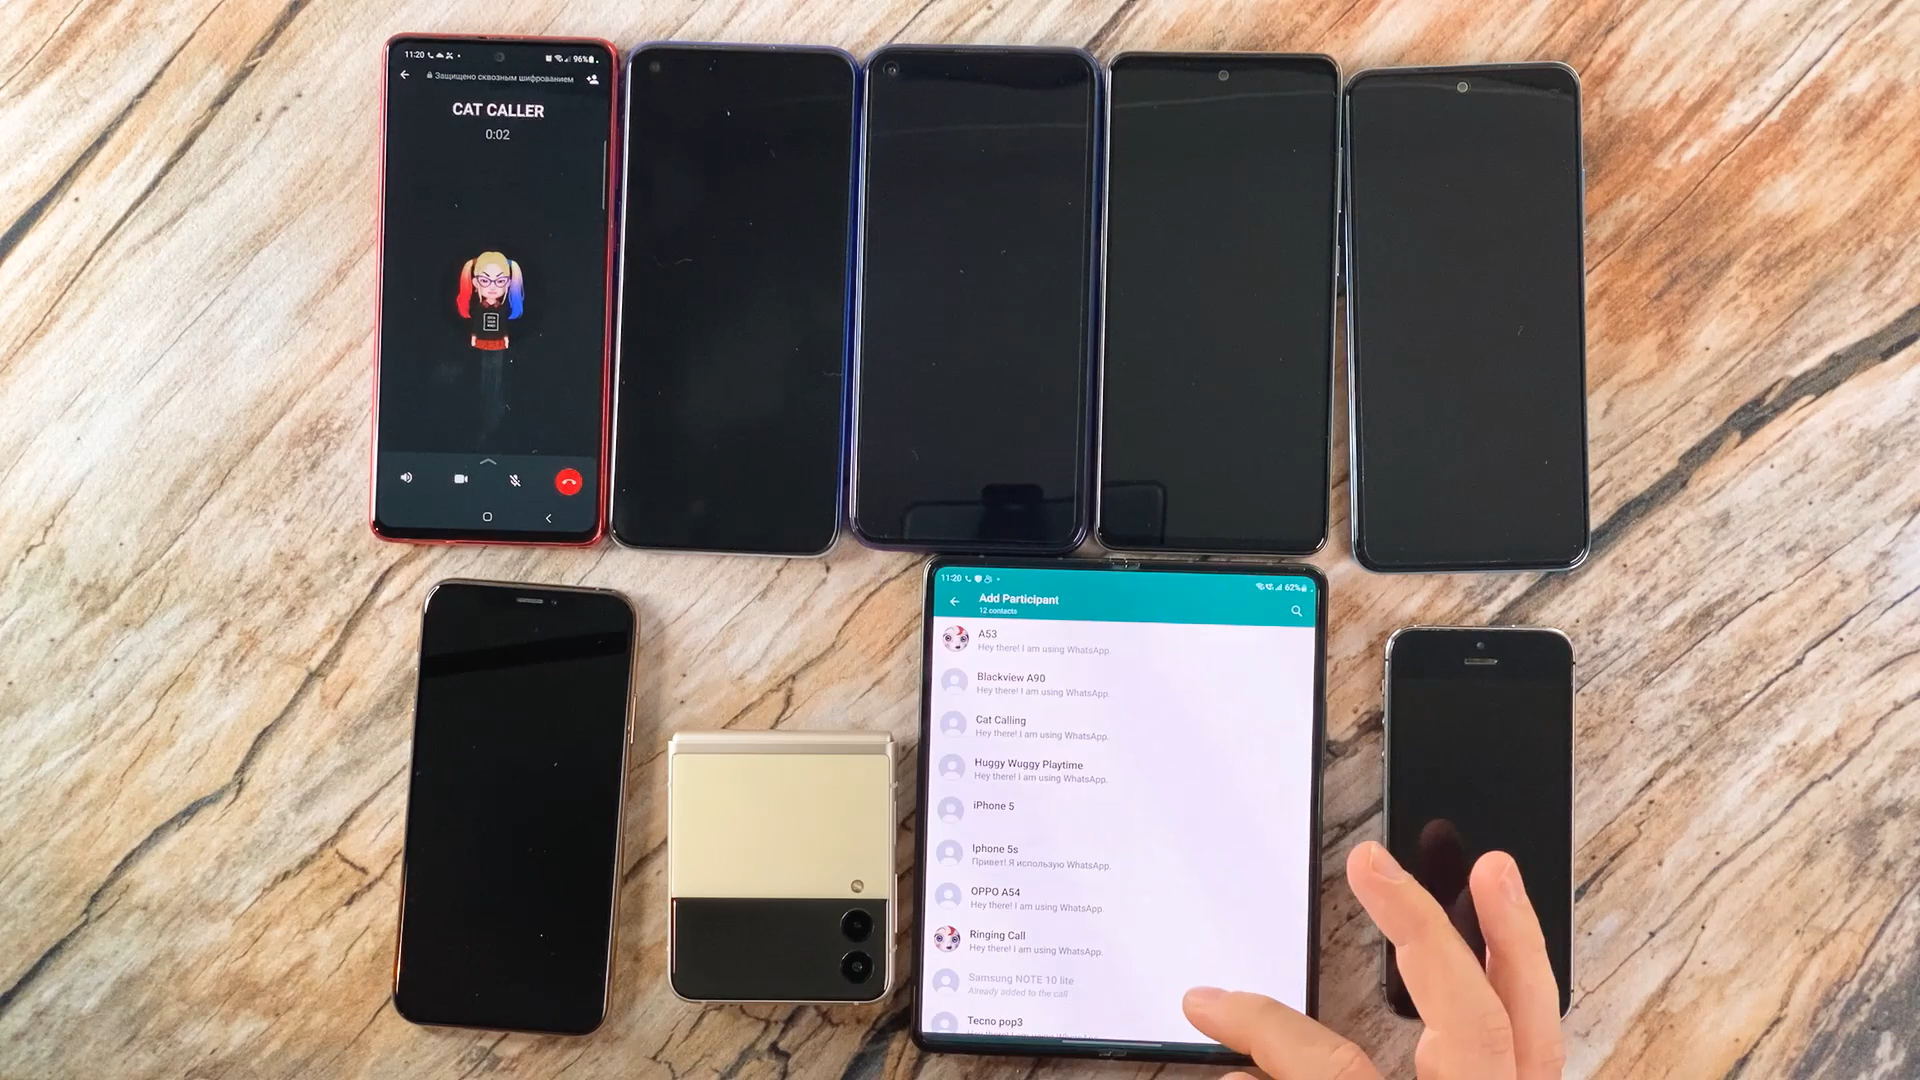 11:20
96%
Защищено сквозным шифрованием
CAT CALLER
0:02
11:20
62%
Add Participant
12 contacts
A53
Hey there! I am using WhatsApp.
Blackview A90
Hey there! I am using WhatsApp.
Cat Calling
Hey there! I am using WhatsApp.
Huggy Wuggy Playtime
Hey there! I am using WhatsApp.
iPhone 5
Iphone 5s
Привет! Я использую WhatsApp.
OPPO A54
Hey there! I am using WhatsApp.
Ringing Call
Hey there! I am using WhatsApp.
Samsung NOTE 10 lite
Already added to the call
Tecno pop3